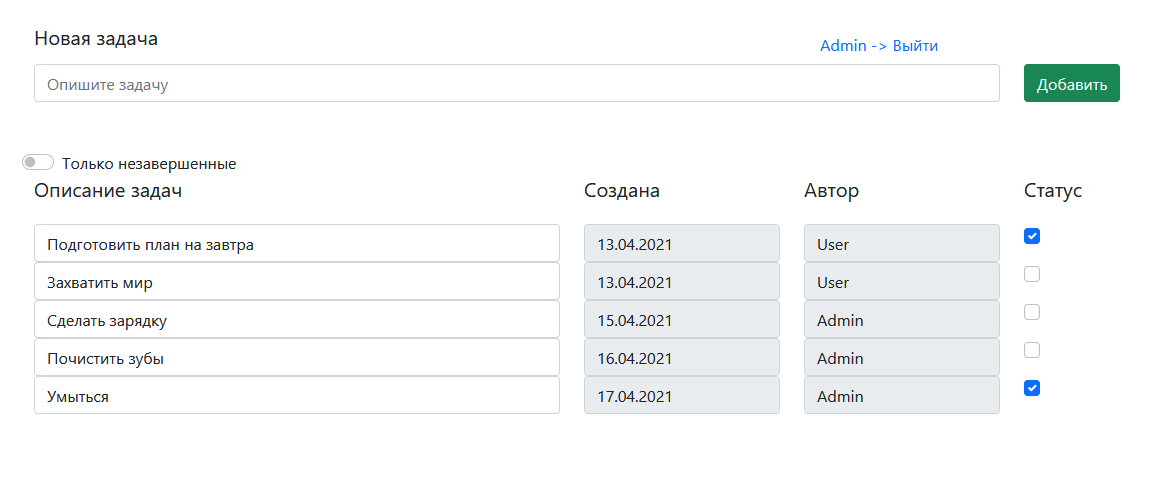 Новая задача
Admin -> Выйти
Опишите задачу
Добавить
Только незавершенные
Описание задач Создана Автор Статус
Подготовить план на завтра 13.04.2021 User
Захватить мир 13.04.2021 User
Сделать зарядку 15.04.2021 Admin
Почистить зубы 16.04.2021 Admin
Умыться 17.04.2021 Admin